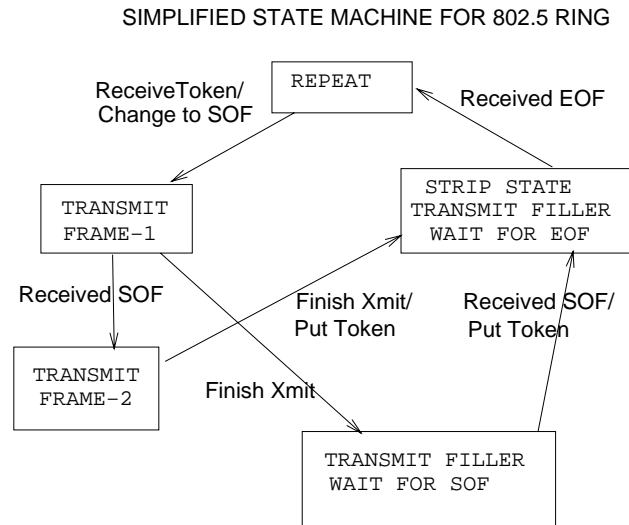 SIMPLIFIED STATE MACHINE FOR 802.5 RING
REPEAT
ReceiveToken/
Change to SOF
Received EOF
TRANSMIT
FRAME-1
STRIP STATE
TRANSMIT FILLER
WAIT FOR EOF
Received SOF
Finish Xmit/
Put Token
Received SOF/
Put Token
TRANSMIT
FRAME-2
Finish Xmit
TRANSMIT FILLER
WAIT FOR SOF